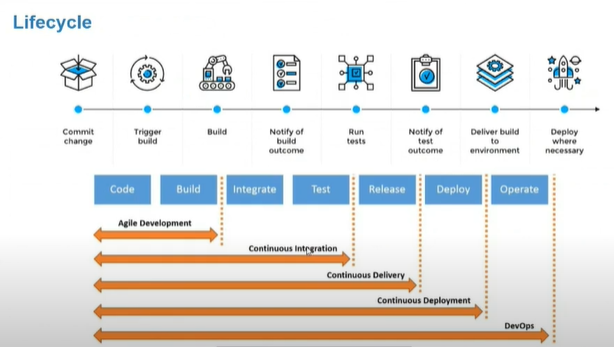 Lifecycle
Commit
change
Trigger
build
Build
Notify of
build
outcome
Run
tests
Notify of
test
outcome
Deliver build
to
environment
Deploy
where
necessary
Code
Build
Integrate
Test
Release
Deploy
Operate
Agile Development
Continuous Integration
Continuous Delivery
Continuous Deployment
DevOps